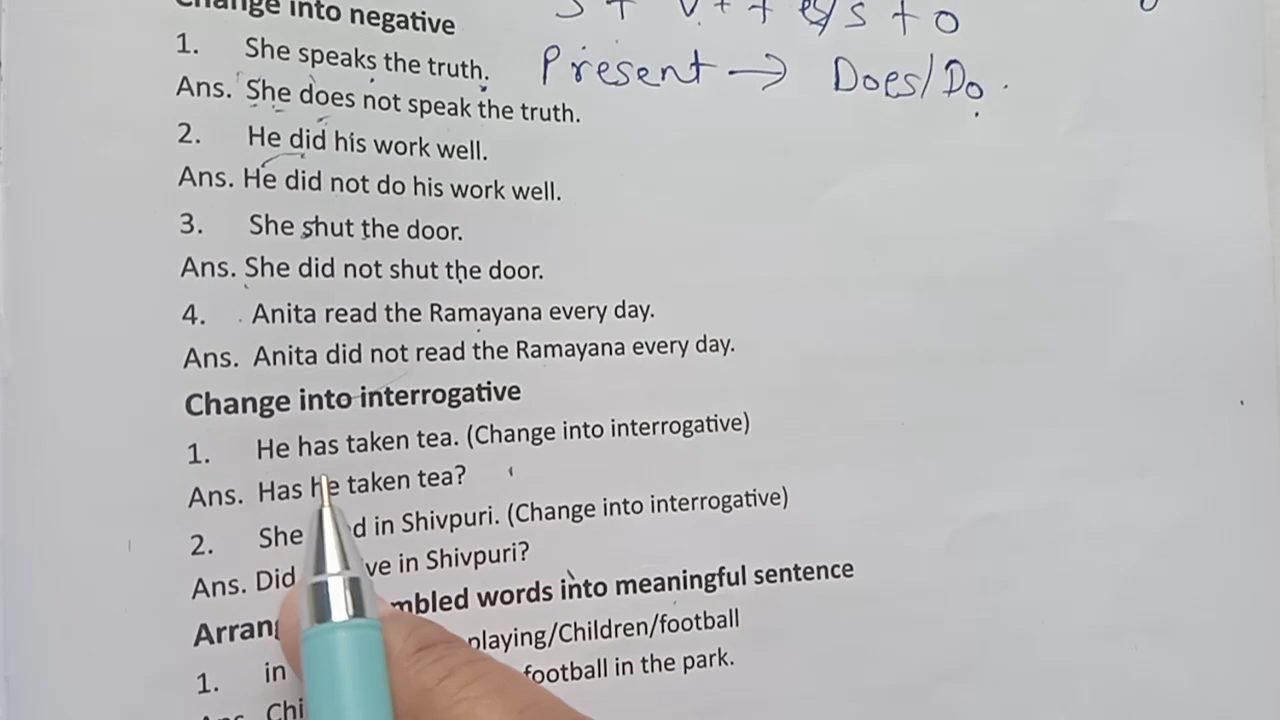 Change into negative
S + V + es/s + o
1. She speaks the truth.
Present → Does/Do.
Ans. She does not speak the truth.
2. He did his work well.
Ans. He did not do his work well.
3. She shut the door.
Ans. She did not shut the door.
4. Anita read the Ramayana every day.
Ans. Anita did not read the Ramayana every day.
Change into interrogative
1. He has taken tea. (Change into interrogative)
Ans. Has he taken tea?
2. She in Shivpuri. (Change into interrogative)
Ans. Did in Shivpuri?
words into meaningful sentence
1. in playing/Children/football
football in the park.